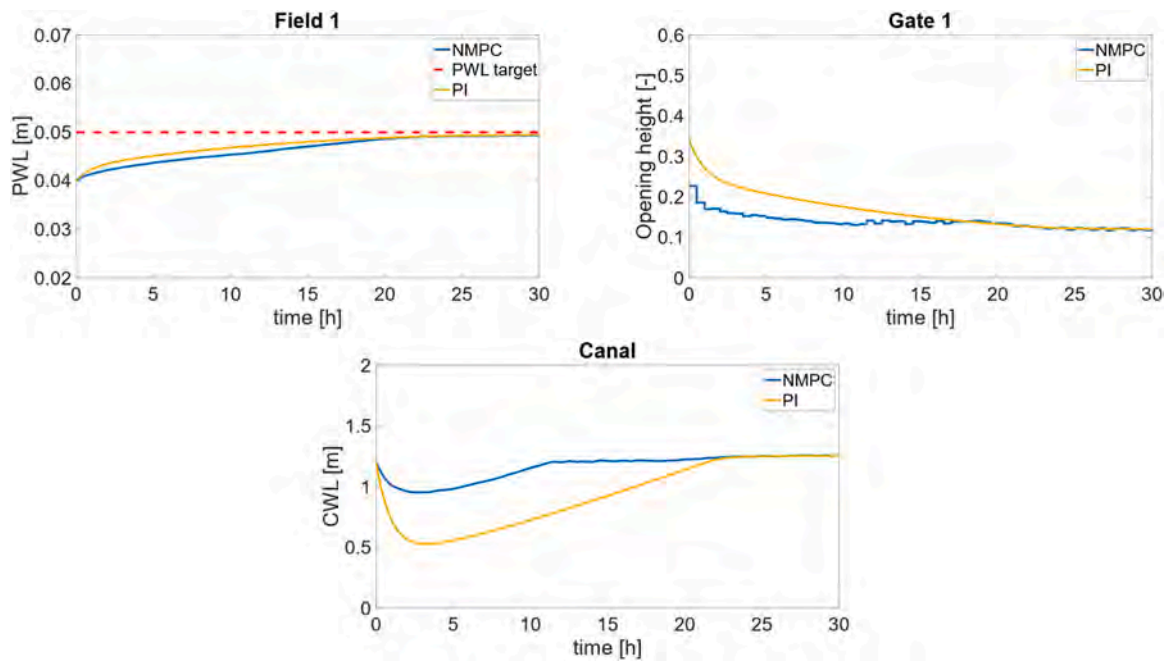 Field 1
0.07
0.06
0.05
0.04
0.03
0.02
PWL [m]
NMPC
PWL target
PI
0 5 10 15 20 25 30
time [h]
Gate 1
0.6
0.5
0.4
0.3
0.2
0.1
0
Opening height [-]
NMPC
PI
0 5 10 15 20 25 30
time [h]
Canal
2
1.5
1
0.5
0
CWL [m]
NMPC
PI
0 5 10 15 20 25 30
time [h]